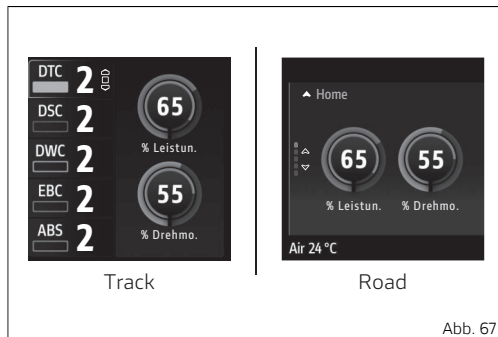 DTC 2
DSC 2
DWC 2
EBC 2
ABS 2
65
% Leistun.
55
% Drehmo.
Track
Home
65 55
% Leistun. % Drehmo.
Air 24 °C
Road
Abb. 67